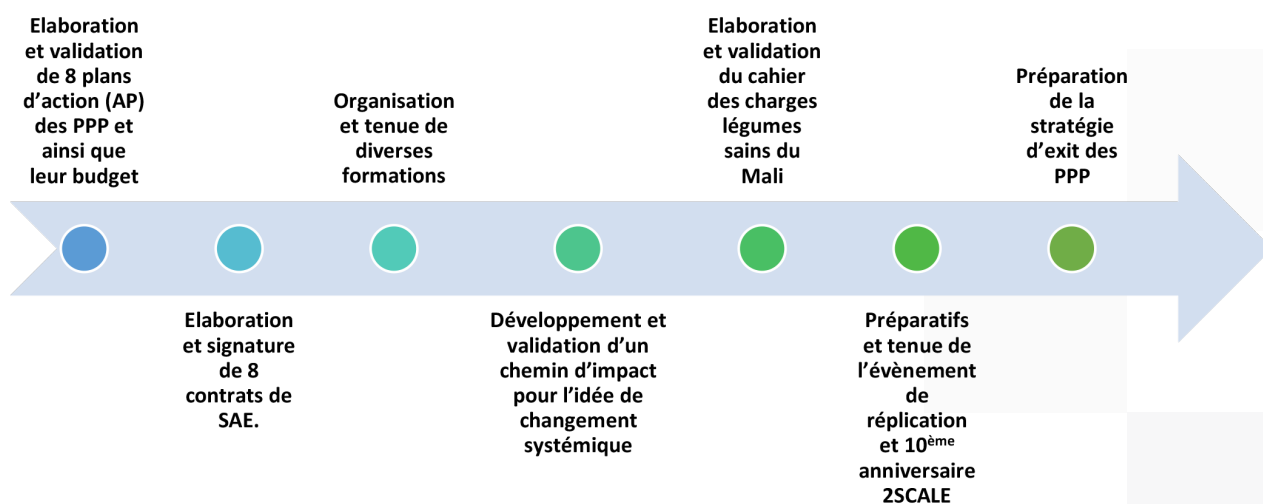 Elaboration
et validation
de 8 plans
d’action (AP)
des PPP et
ainsi que
leur budget
Elaboration
et signature
de 8
contrats de
SAE.
Organisation
et tenue de
diverses
formations
Développement et
validation d’un
chemin d’impact
pour l’idée de
changement
systémique
Elaboration
et validation
du cahier
des charges
légumes
sains du
Mali
Préparatifs
et tenue de
l’évènement
de
réplication
et 10ème
anniversaire
2SCALE
Préparation
de la
stratégie
d’exit des
PPP